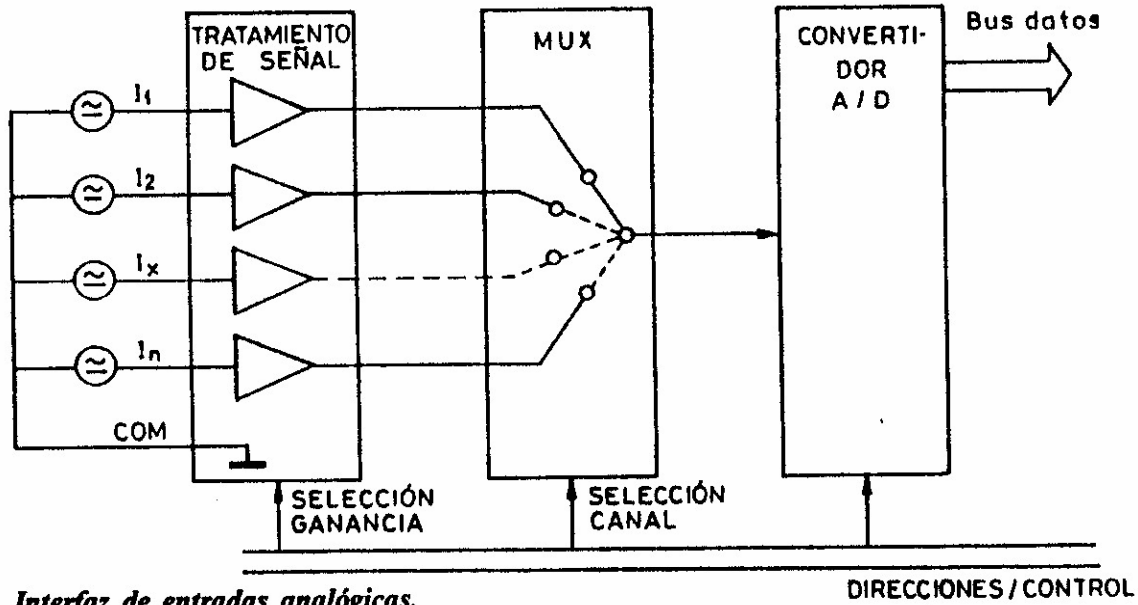 TRATAMIENTO
DE SEÑAL
MUX
CONVERTI-
DOR
A / D
Bus datos
I1
I2
Ix
In
COM
SELECCIÓN
GANANCIA
SELECCIÓN
CANAL
DIRECCIONES / CONTROL
Interfaz de entradas analógicas.